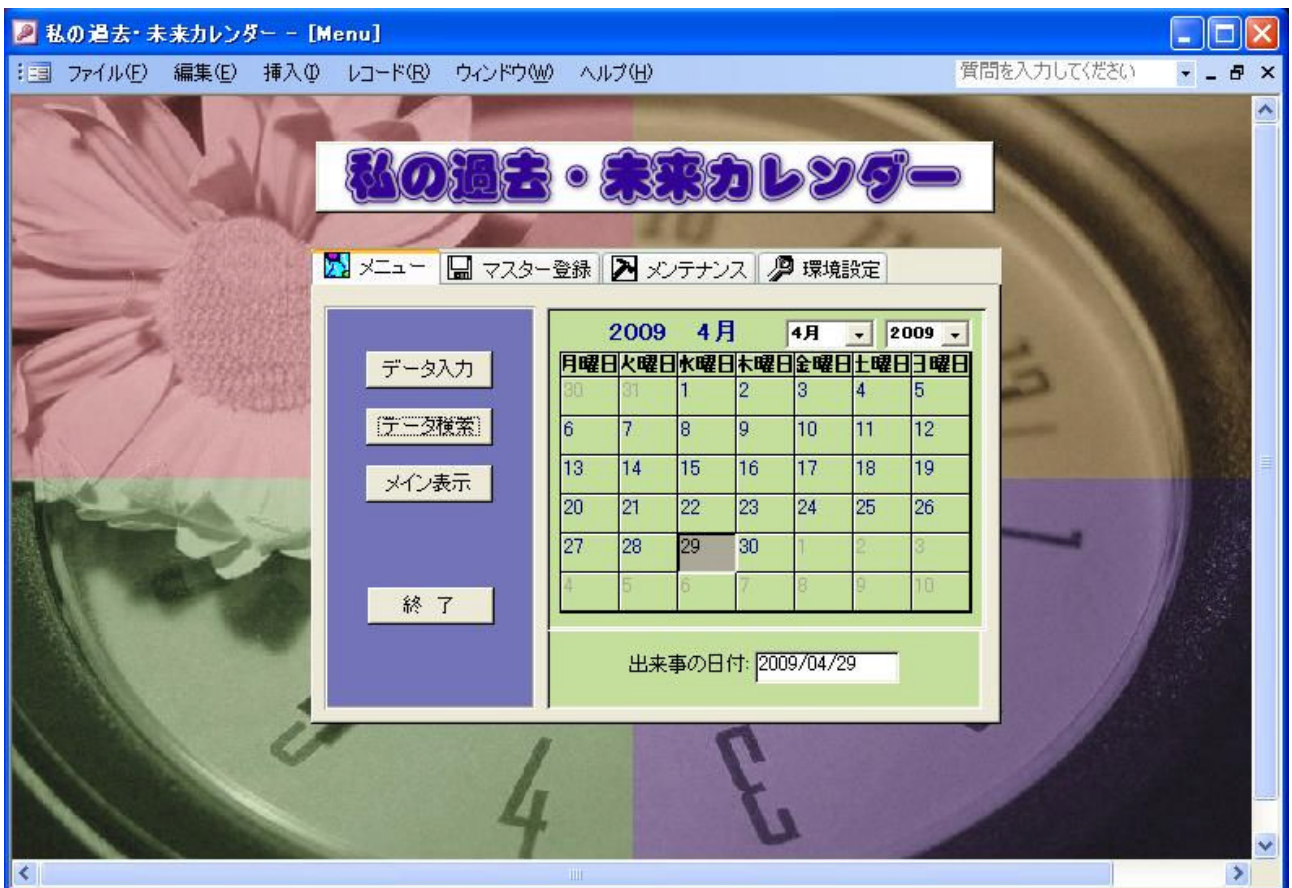 私の過去・未来カレンダー - [Menu]
ファイル(F) 編集(E) 挿入(I) レコード(R) ウィンドウ(W) ヘルプ(H) 質問を入力してください
私の過去・未来カレンダー
メニュー マスター登録 メンテナンス 環境設定
データ入力
データ検索
メイン表示
終 了
2009 4月 4月 2009
月曜日 火曜日 水曜日 木曜日 金曜日 土曜日 日曜日
30 31 1 2 3 4 5
6 7 8 9 10 11 12
13 14 15 16 17 18 19
20 21 22 23 24 25 26
27 28 29 30 1 2 3
4 5 6 7 8 9 10
出来事の日付: 2009/04/29
4 3